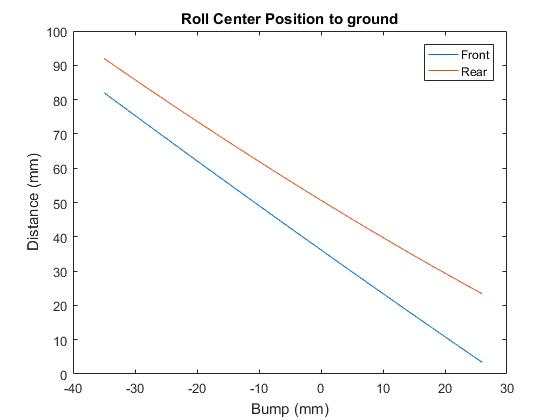 Roll Center Position to ground
100
90
80
70
60
50
40
30
20
10
0
Distance (mm)
-40 -30 -20 -10 0 10 20 30
Bump (mm)
Front
Rear